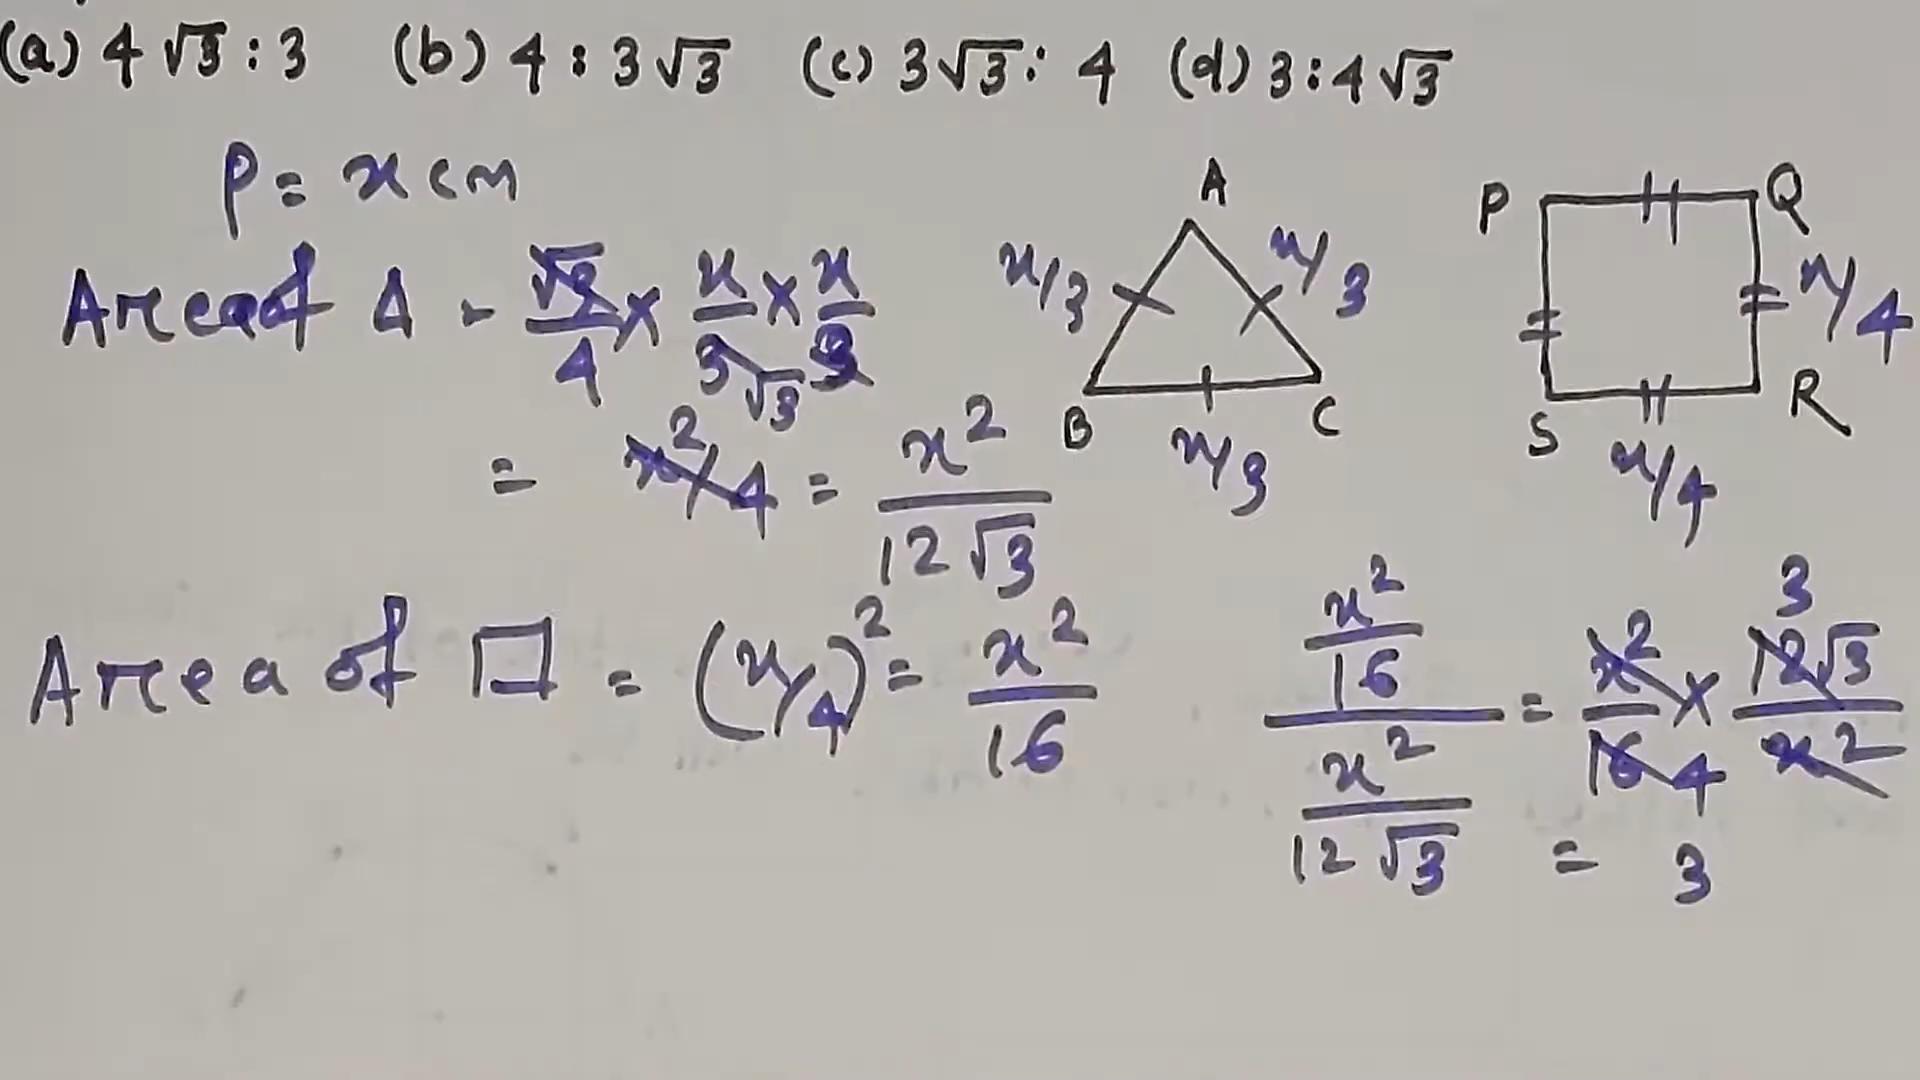 (a) 4√3 : 3 (b) 4 : 3√3 (c) 3√3 : 4 (d) 3 : 4√3
P = x cm
A
P Q
Area of Δ = √3/4 × x/3 × x/3
√3
x/3 x/3 x/4
B C
x/3
S R
x/4
= x²/4 = x²/12√3
Area of □ = (x/4)² = x²/16
x²/16 / x²/12√3 = x²/16 × 12√3/x²
3
4
= 3